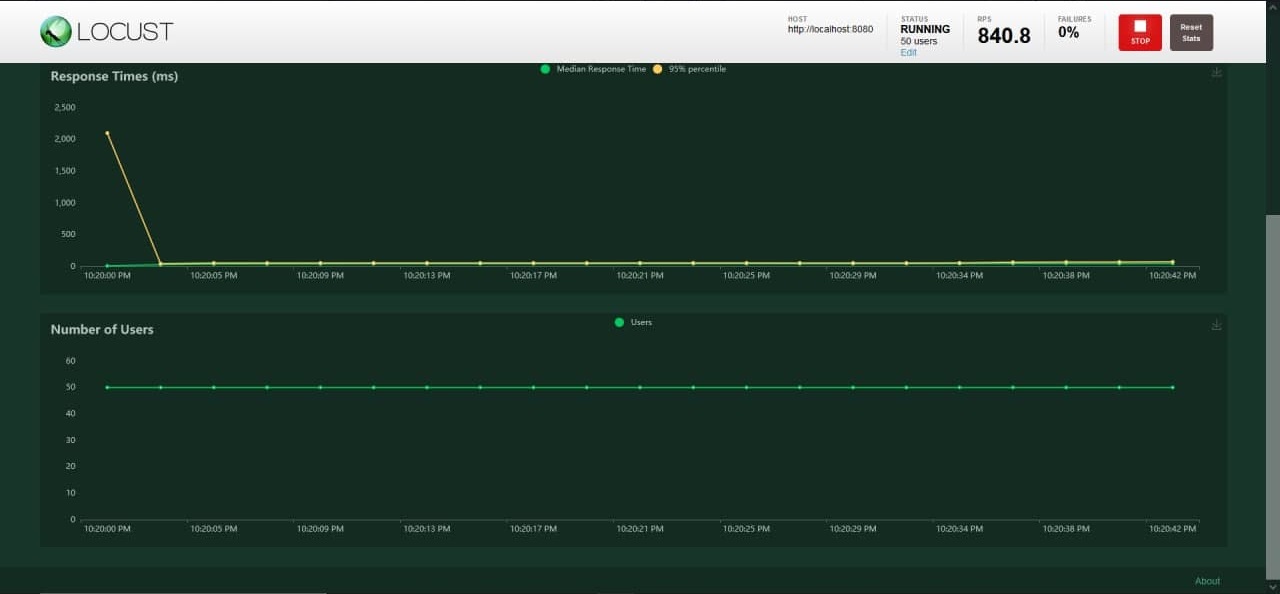 LOCUST
HOST
http://localhost:8080
STATUS
RUNNING
50 users
Edit
RPS
840.8
FAILURES
0%
STOP
Reset
Stats
Response Times (ms)
Median Response Time 95% percentile
2,500
2,000
1,500
1,000
500
0
10:20:00 PM 10:20:05 PM 10:20:09 PM 10:20:13 PM 10:20:17 PM 10:20:21 PM 10:20:25 PM 10:20:29 PM 10:20:34 PM 10:20:38 PM 10:20:42 PM
Number of Users
Users
60
50
40
30
20
10
0
10:20:00 PM 10:20:05 PM 10:20:09 PM 10:20:13 PM 10:20:17 PM 10:20:21 PM 10:20:25 PM 10:20:29 PM 10:20:34 PM 10:20:38 PM 10:20:42 PM
About